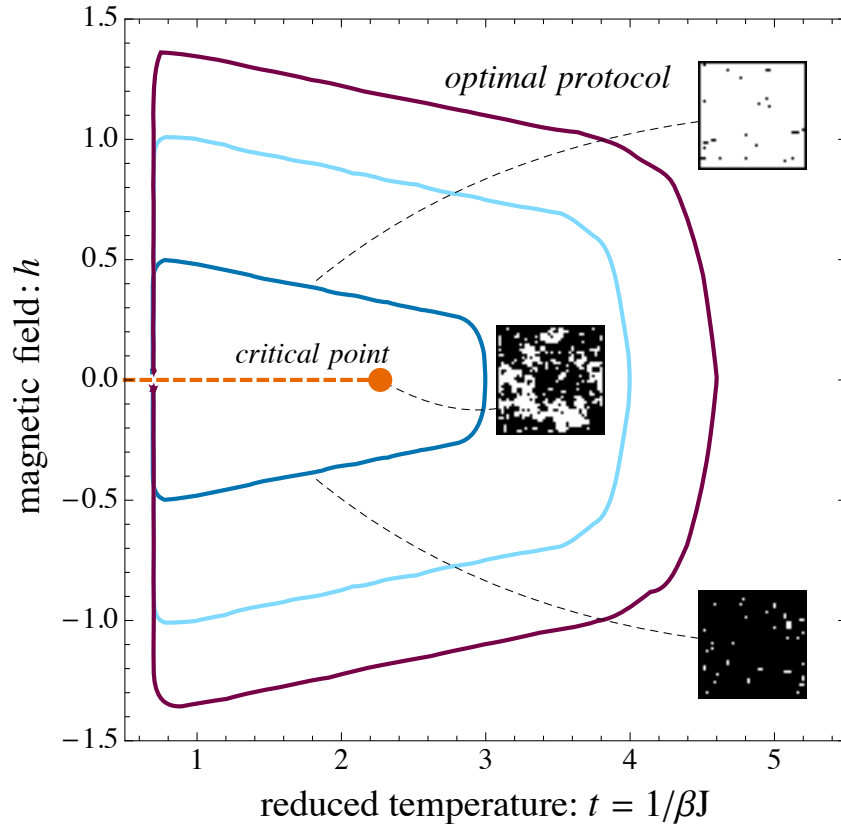 1.5
optimal protocol
1.0
0.5
critical point
0.0
−0.5
−1.0
−1.5
magnetic field: h
1 2 3 4 5
reduced temperature: t = 1/βJ